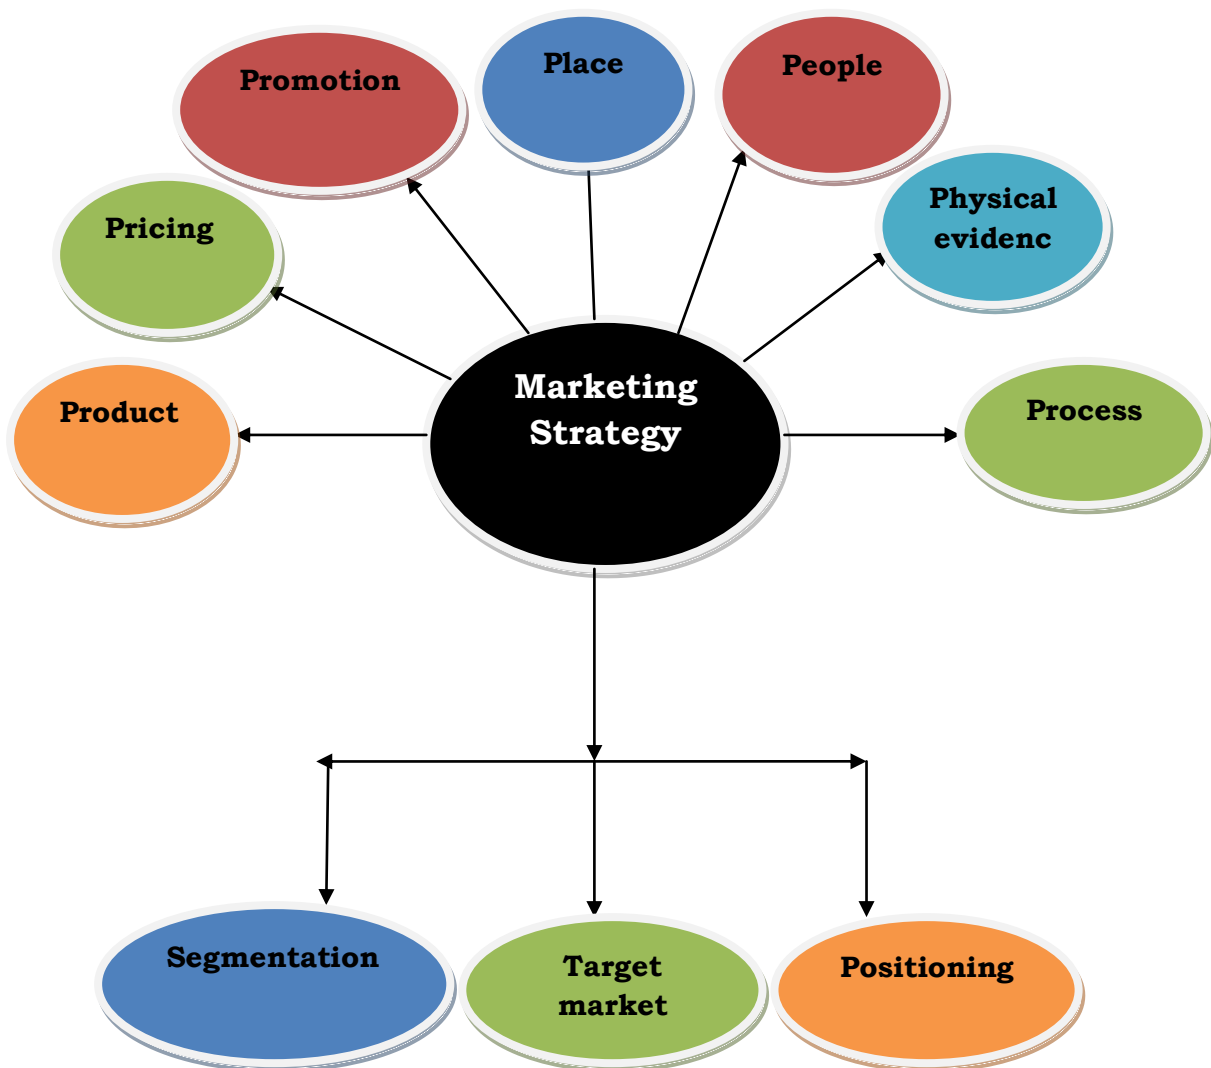 Promotion
Place
People
Pricing
Physical
evidenc
Marketing
Strategy
Product
Process
Segmentation
Target
market
Positioning